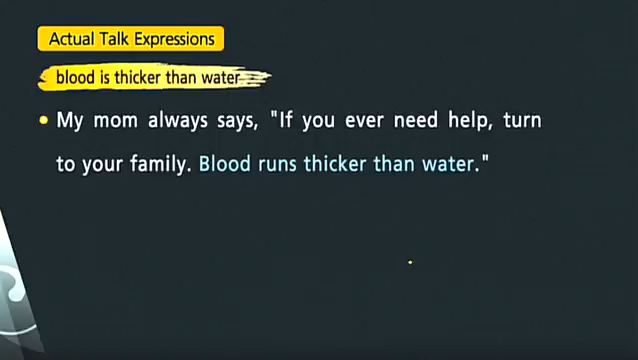 Actual Talk Expressions
blood is thicker than water
My mom always says, "If you ever need help, turn
to your family. Blood runs thicker than water."